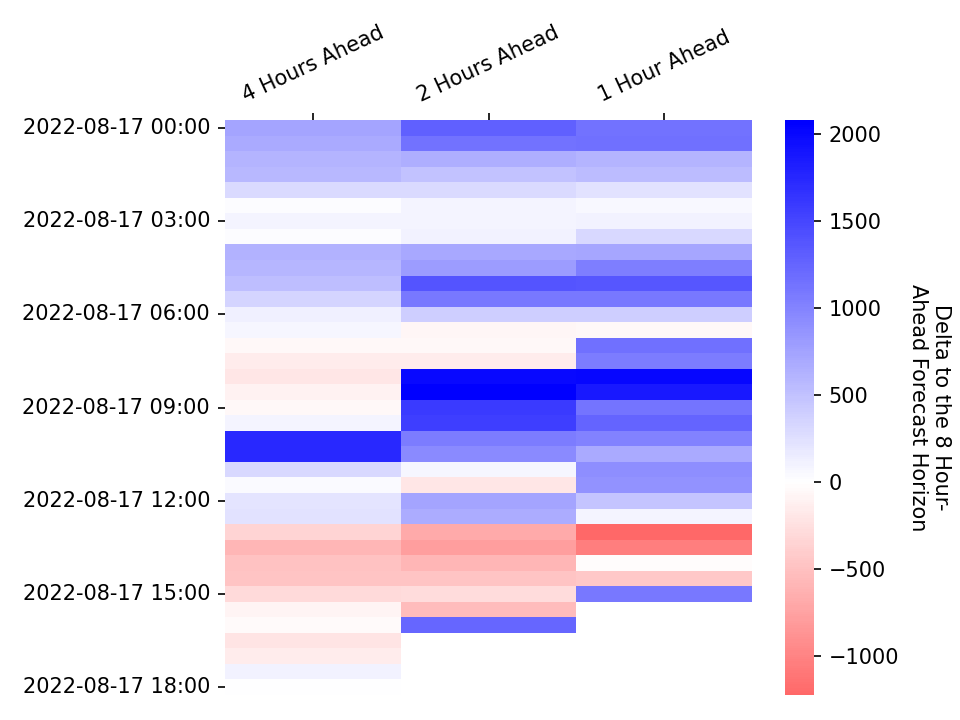 4 Hours Ahead
2 Hours Ahead
1 Hour Ahead
2022-08-17 00:00
2022-08-17 03:00
2022-08-17 06:00
2022-08-17 09:00
2022-08-17 12:00
2022-08-17 15:00
2022-08-17 18:00
2000
1500
1000
500
0
−500
−1000
Delta to the 8 Hour-
Ahead Forecast Horizon